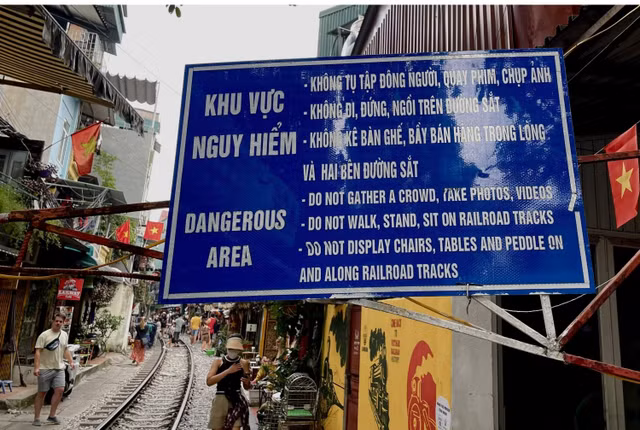 KHU VỰC
NGUY HIỂM
- KHÔNG TỤ TẬP ĐÔNG NGƯỜI, QUAY PHIM, CHỤP ẢNH
- KHÔNG ĐI, ĐỨNG, NGỒI TRÊN ĐƯỜNG SẮT
- KHÔNG KÊ BÀN GHẾ, BẦY BÁN HÀNG TRONG LÒNG
VÀ HAI BÊN ĐƯỜNG SẮT
DANGEROUS
AREA
- DO NOT GATHER A CROWD, TAKE PHOTOS, VIDEOS
- DO NOT WALK, STAND, SIT ON RAILROAD TRACKS
- DO NOT DISPLAY CHAIRS, TABLES AND PEDDLE ON
AND ALONG RAILROAD TRACKS